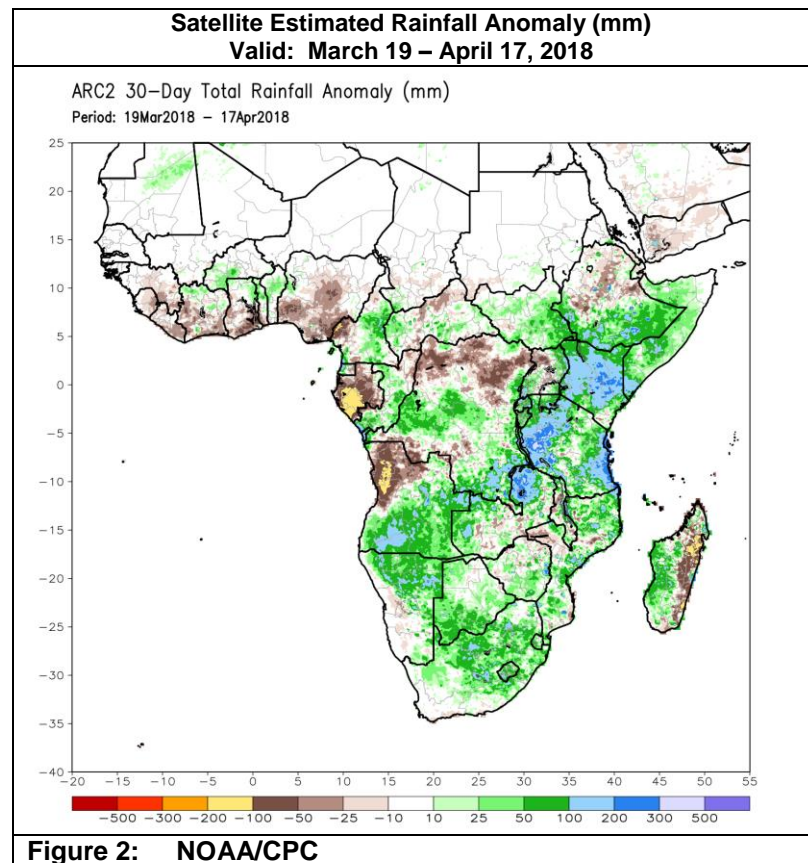 Satellite Estimated Rainfall Anomaly (mm)
Valid: March 19 – April 17, 2018
ARC2 30-Day Total Rainfall Anomaly (mm)
Period: 19Mar2018 – 17Apr2018
25
20
15
10
5
0
-5
-10
-15
-20
-25
-30
-35
-40
-20 -15 -10 -5 0 5 10 15 20 25 30 35 40 45 50 55
-500 -300 -200 -100 -50 -25 -10 10 25 50 100 200 300 500
Figure 2: NOAA/CPC